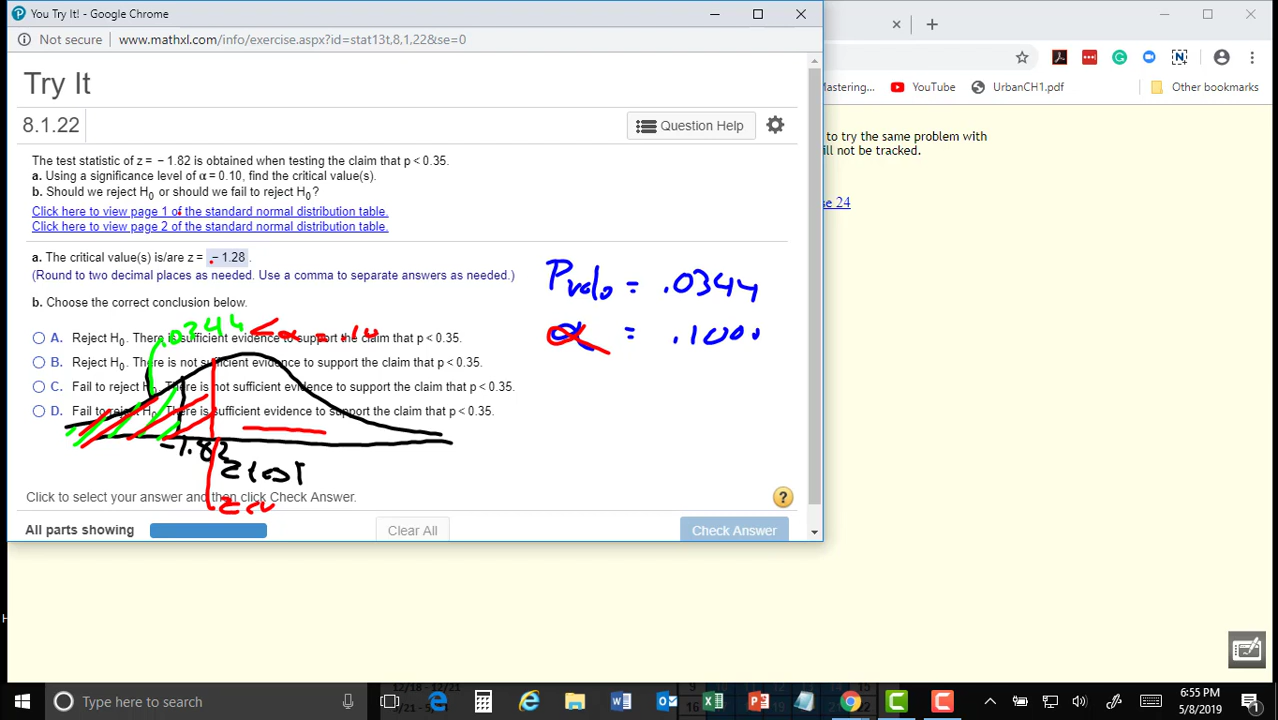 You Try It! - Google Chrome
Not secure www.mathxl.com/info/exercise.aspx?id=stat13t,8,1,22&se=0
Mastering... YouTube UrbanCH1.pdf Other bookmarks
Try It
8.1.22
Question Help
to try the same problem with
ill not be tracked.
se 24
The test statistic of z = − 1.82 is obtained when testing the claim that p < 0.35.
a. Using a significance level of α = 0.10, find the critical value(s).
b. Should we reject H0 or should we fail to reject H0?
Click here to view page 1 of the standard normal distribution table.
Click here to view page 2 of the standard normal distribution table.
a. The critical value(s) is/are z = − 1.28.
(Round to two decimal places as needed. Use a comma to separate answers as needed.)
b. Choose the correct conclusion below.
A. Reject H0. There is sufficient evidence to support the claim that p < 0.35.
B. Reject H0. There is not sufficient evidence to support the claim that p < 0.35.
C. Fail to reject H0. There is not sufficient evidence to support the claim that p < 0.35.
D. Fail to reject H0. There is sufficient evidence to support the claim that p < 0.35.
.0344
α = .10
Pvalo = .0344
α = .1000
-1.82
Click to select your answer and then click Check Answer.
All parts showing
Clear All
Check Answer
?
Type here to search
6:55 PM
5/8/2019